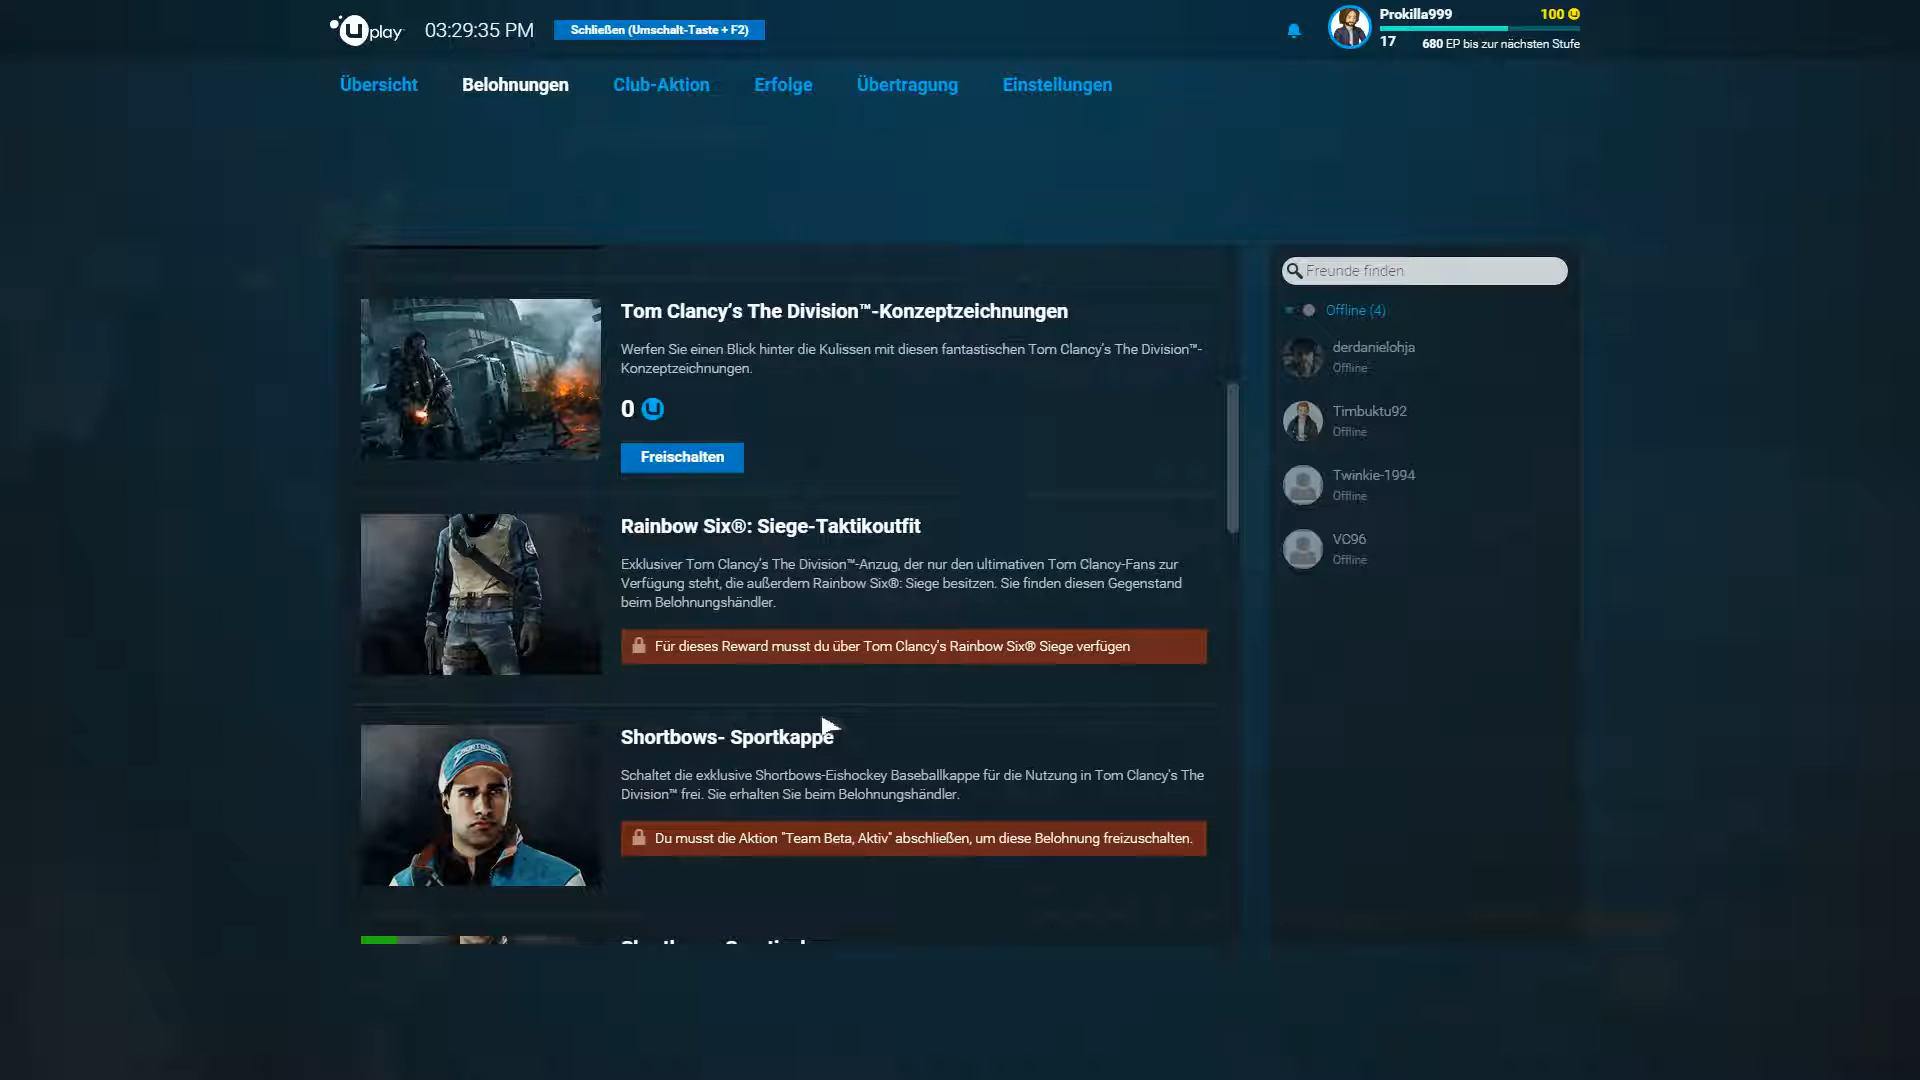 Uplay
03:29:35 PM
Schließen (Umschalt-Taste + F2)
Prokilla999
100
17
680 EP bis zur nächsten Stufe
Übersicht
Belohnungen
Club-Aktion
Erfolge
Übertragung
Einstellungen
Tom Clancy's The Division™-Konzeptzeichnungen
Werfen Sie einen Blick hinter die Kulissen mit diesen fantastischen Tom Clancy's The Division™-
Konzeptzeichnungen.
0
Freischalten
Rainbow Six®: Siege-Taktikoutfit
Exklusiver Tom Clancy's The Division™-Anzug, der nur den ultimativen Tom Clancy-Fans zur
Verfügung steht, die außerdem Rainbow Six®: Siege besitzen. Sie finden diesen Gegenstand
beim Belohnungshändler.
Für dieses Reward musst du über Tom Clancy's Rainbow Six® Siege verfügen
Shortbows- Sportkappe
Schaltet die exklusive Shortbows-Eishockey Baseballkappe für die Nutzung in Tom Clancy's The
Division™ frei. Sie erhalten Sie beim Belohnungshändler.
Du musst die Aktion "Team Beta, Aktiv" abschließen, um diese Belohnung freizuschalten.
Freunde finden
Offline (4)
derdanielohja
Offline
Timbuktu92
Offline
Twinkie-1994
Offline
VC96
Offline